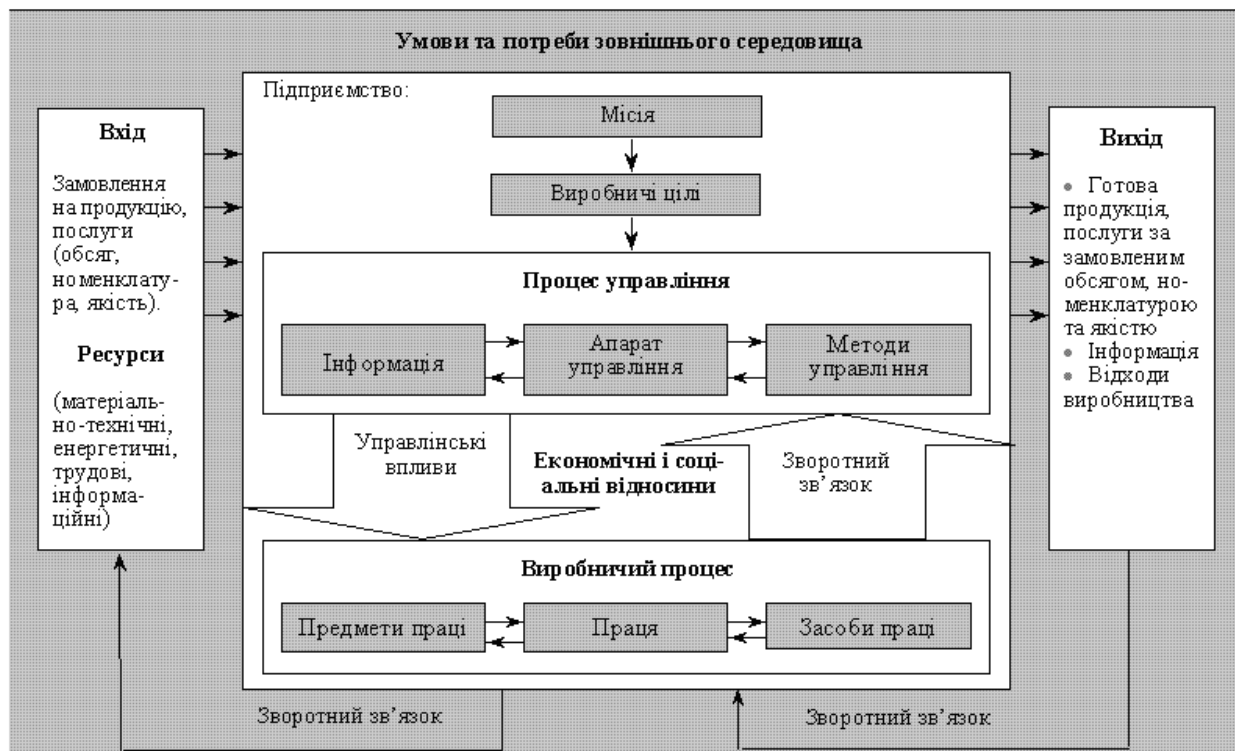 Умови та потреби зовнішнього середовища
Вхід
Замовлення
на продукцію,
послуги
(обсяг,
номенклату-
ра, якість).
Ресурси
(матеріаль-
но-технічні,
енергетичні,
трудові,
інформа-
ційні)
Підприємство:
Місія
Виробничі цілі
Процес управління
Інформація
Апарат
управління
Методи
управління
Управлінські
впливи
Економічні і соці-
альні відносини
Зворотний
зв’язок
Виробничий процес
Предмети праці
Праця
Засоби праці
Вихід
• Готова
продукція,
послуги за
замовленим
обсягом, но-
менклатурою
та якістю
• Інформація
• Відходи
виробництва
Зворотний зв’язок
Зворотний зв’язок